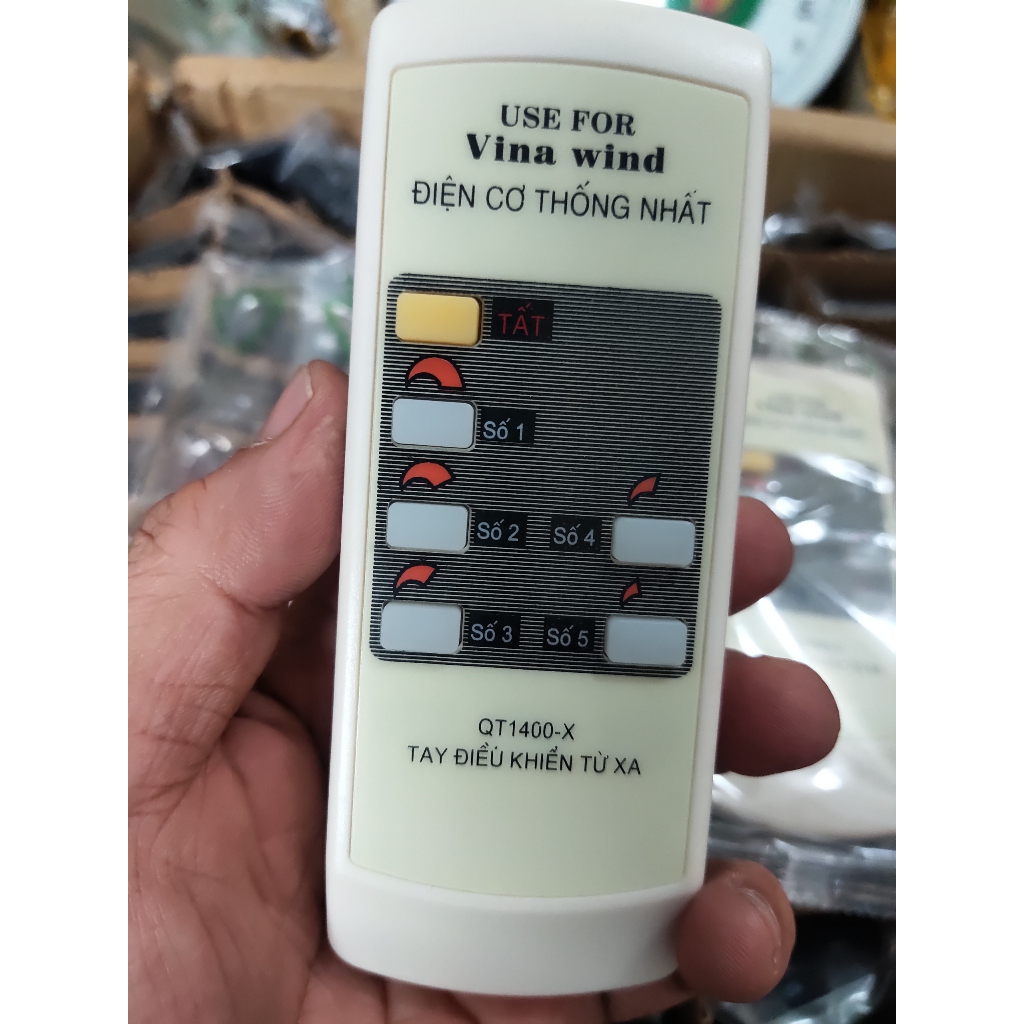 USE FOR
Vina wind
ĐIỆN CƠ THỐNG NHẤT
TẤT
Số 1
Số 2 Số 4
Số 3 Số 5
QT1400-X
TAY ĐIỀU KHIỂN TỪ XA